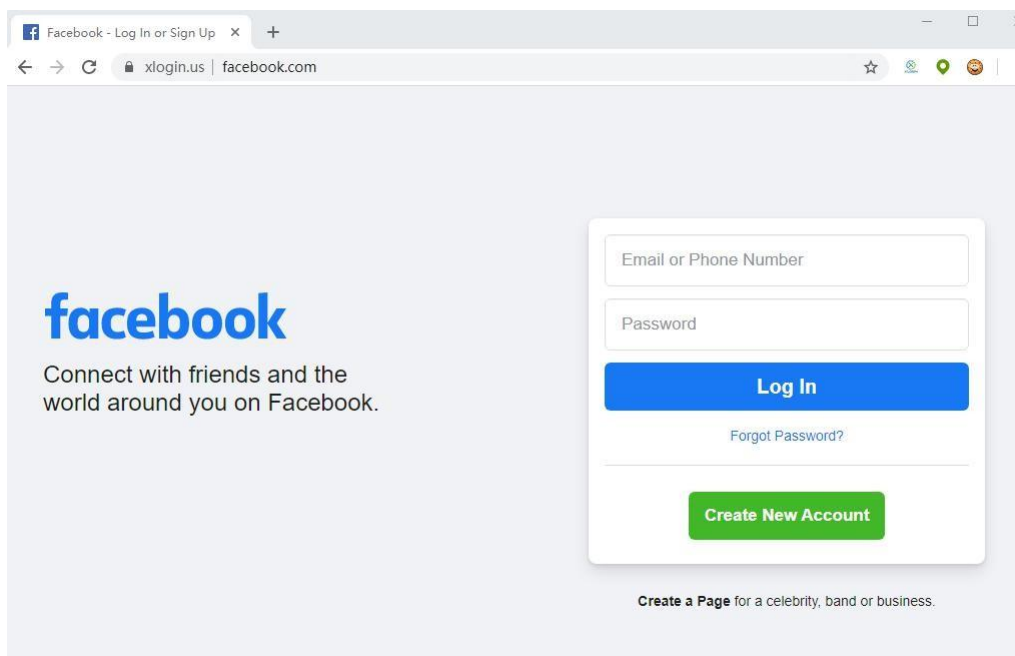 Facebook - Log In or Sign Up
xlogin.us | facebook.com
facebook
Connect with friends and the
world around you on Facebook.
Email or Phone Number
Password
Log In
Forgot Password?
Create New Account
Create a Page for a celebrity, band or business.